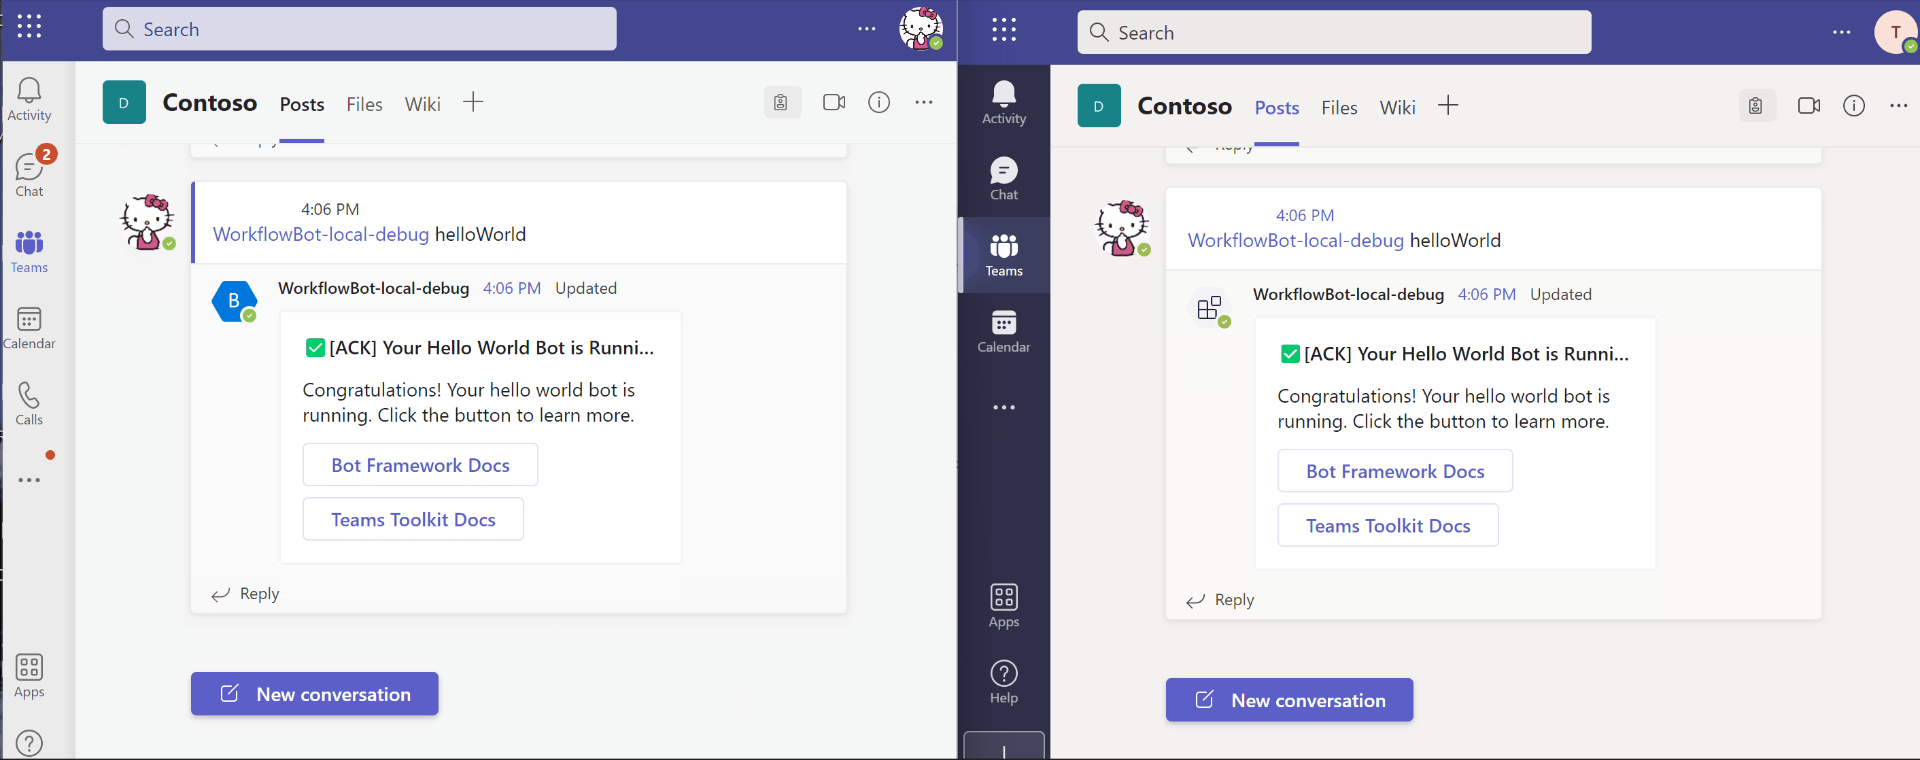 Search
D
Contoso
Posts
Files
Wiki
Activity
2
Chat
Teams
Calendar
Calls
Apps
Reply
4:06 PM
WorkflowBot-local-debug helloWorld
B
WorkflowBot-local-debug 4:06 PM Updated
[ACK] Your Hello World Bot is Runni...
Congratulations! Your hello world bot is
running. Click the button to learn more.
Bot Framework Docs
Teams Toolkit Docs
Reply
New conversation
Search
T
D
Contoso
Posts
Files
Wiki
Activity
Chat
Teams
Calendar
Apps
Help
Reply
4:06 PM
WorkflowBot-local-debug helloWorld
WorkflowBot-local-debug 4:06 PM Updated
[ACK] Your Hello World Bot is Runni...
Congratulations! Your hello world bot is
running. Click the button to learn more.
Bot Framework Docs
Teams Toolkit Docs
Reply
New conversation